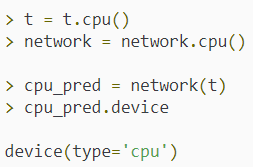 > t = t.cpu()
> network = network.cpu()
> cpu_pred = network(t)
> cpu_pred.device
device(type='cpu')